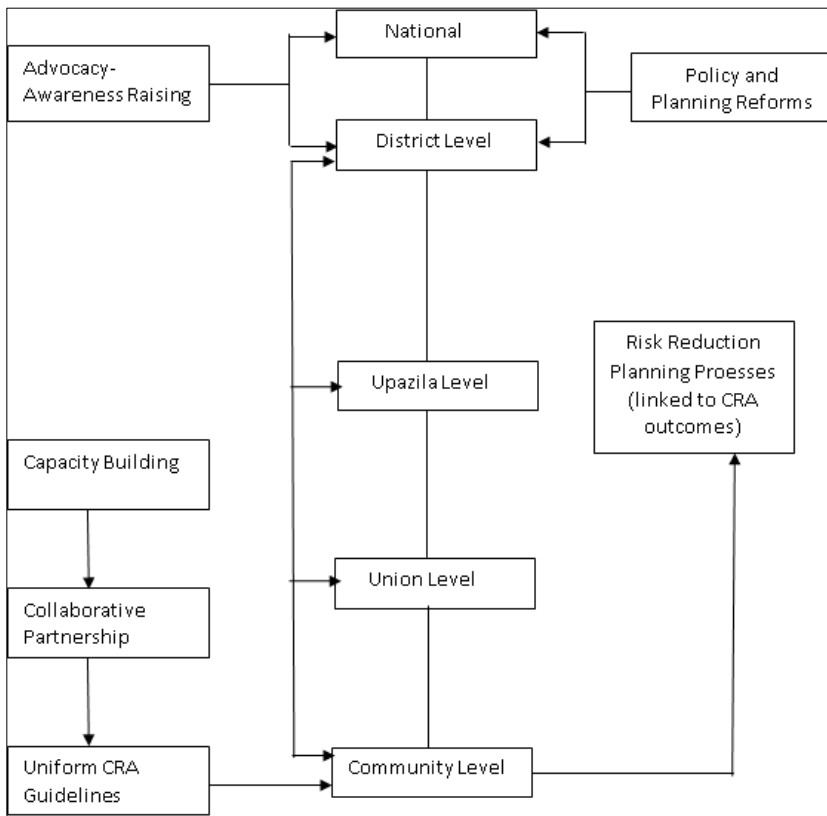 National
Advocacy-
Awareness Raising
Policy and
Planning Reforms
District Level
Risk Reduction
Planning Proesses
(linked to CRA
outcomes)
Upazila Level
Capacity Building
Union Level
Collaborative
Partnership
Uniform CRA
Guidelines
Community Level